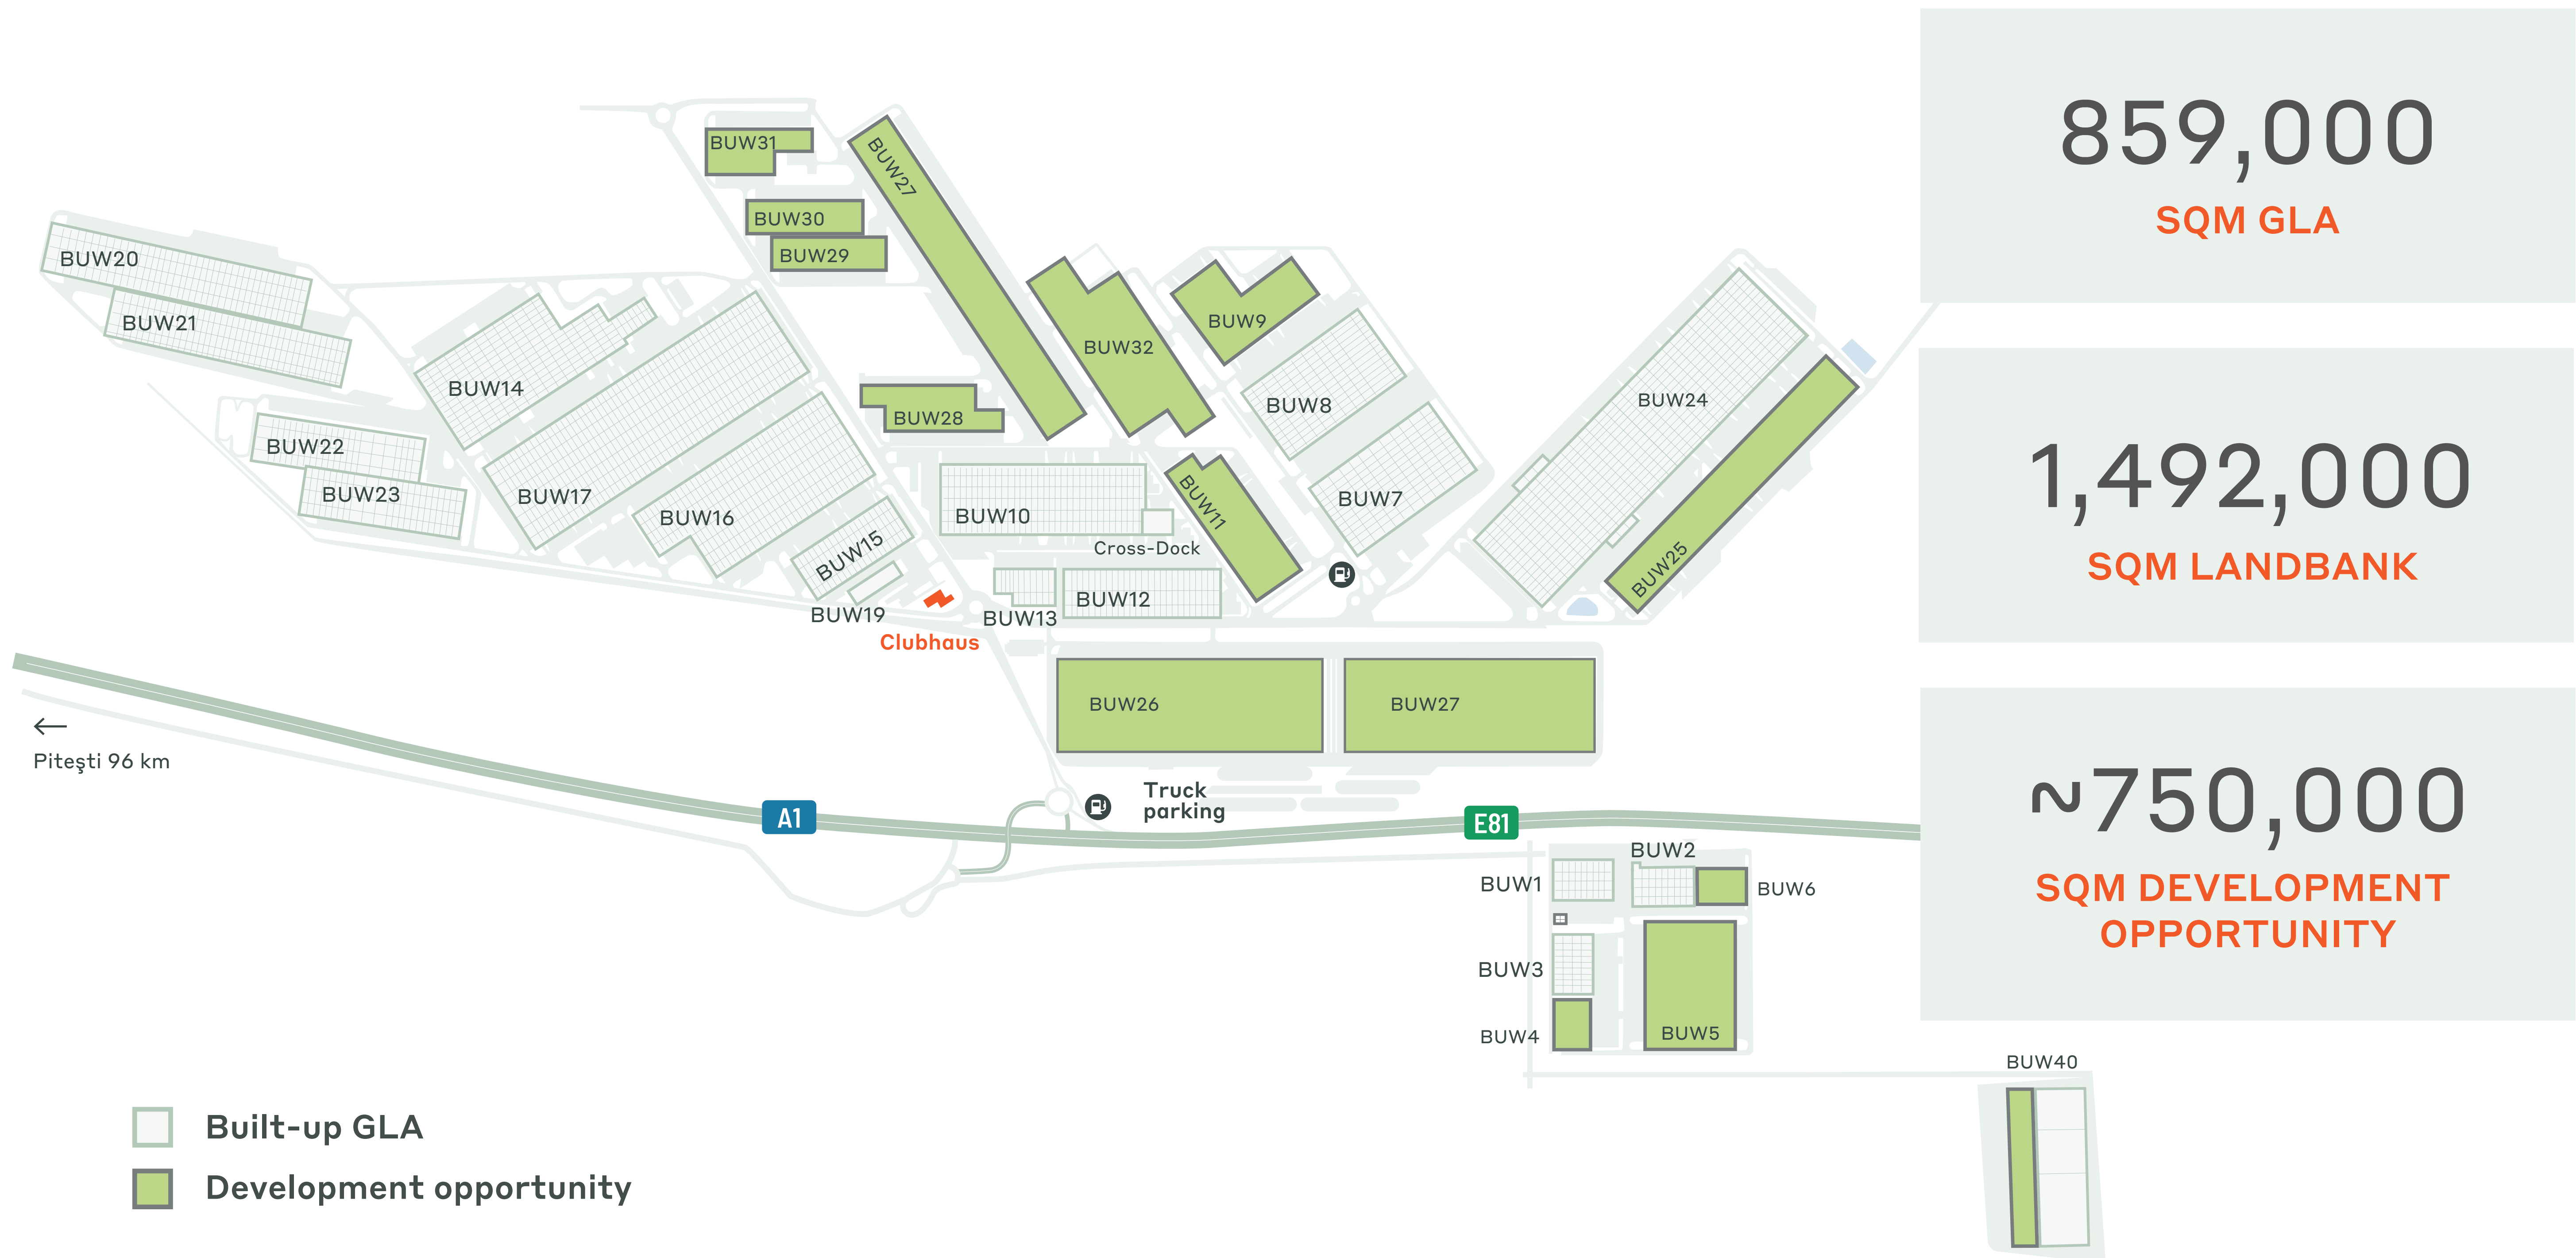 859,000
SQM GLA
1,492,000
SQM LANDBANK
~750,000
SQM DEVELOPMENT
OPPORTUNITY
BUW31
BUW27
BUW30
BUW29
BUW20
BUW21
BUW14
BUW22
BUW23
BUW17
BUW16
BUW15
BUW19
Clubhaus
BUW28
BUW32
BUW9
BUW8
BUW7
BUW24
BUW25
BUW10
Cross-Dock
BUW11
BUW13
BUW12
BUW26
BUW27
Piteşti 96 km
A1
Truck
parking
E81
BUW2
BUW1
BUW6
BUW3
BUW4
BUW5
BUW40
Built-up GLA
Development opportunity